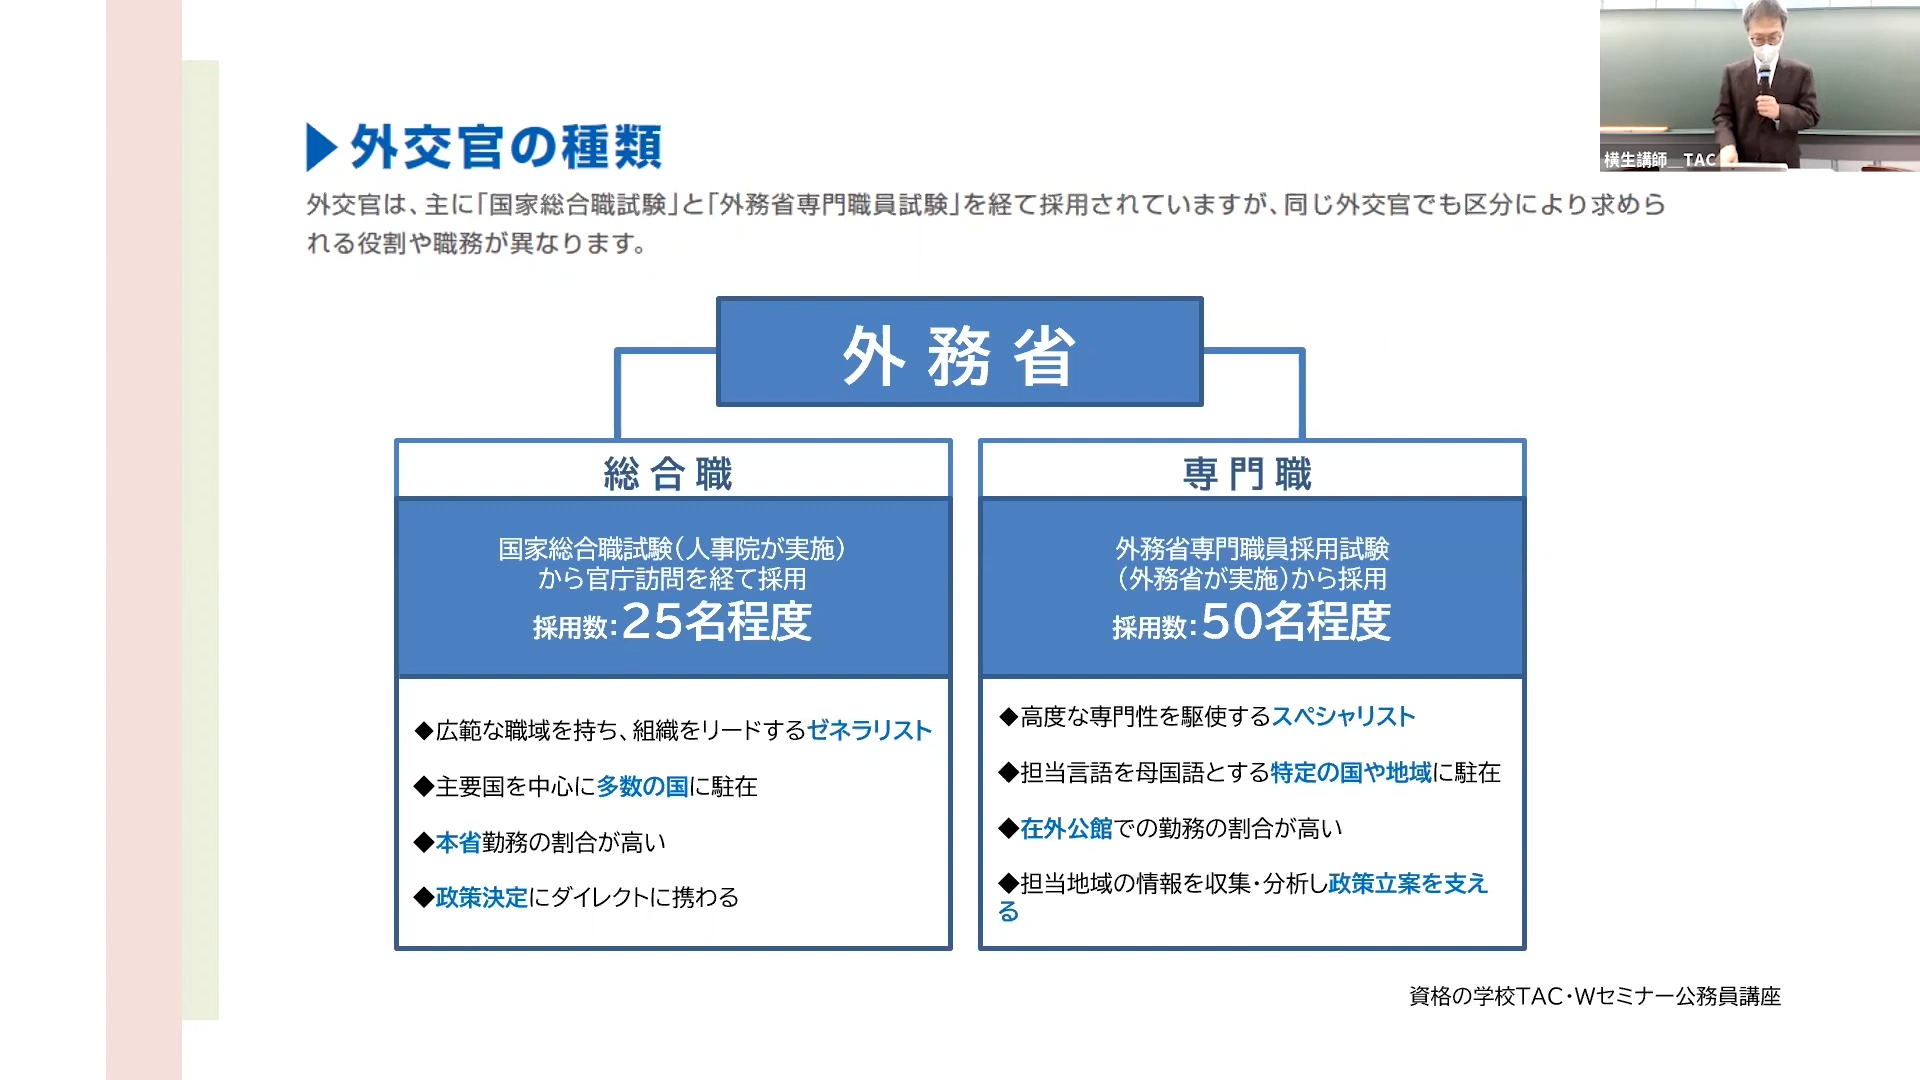 横生講師__TAC
▶外交官の種類
外交官は、主に「国家総合職試験」と「外務省専門職員試験」を経て採用されていますが、同じ外交官でも区分により求めら
れる役割や職務が異なります。
外務省
総合職
国家総合職試験(人事院が実施)
から官庁訪問を経て採用
採用数:25名程度
◆広範な職域を持ち、組織をリードするゼネラリスト
◆主要国を中心に多数の国に駐在
◆本省勤務の割合が高い
◆政策決定にダイレクトに携わる
専門職
外務省専門職員採用試験
(外務省が実施)から採用
採用数:50名程度
◆高度な専門性を駆使するスペシャリスト
◆担当言語を母国語とする特定の国や地域に駐在
◆在外公館での勤務の割合が高い
◆担当地域の情報を収集・分析し政策立案を支え
る
資格の学校TAC・Wセミナー公務員講座